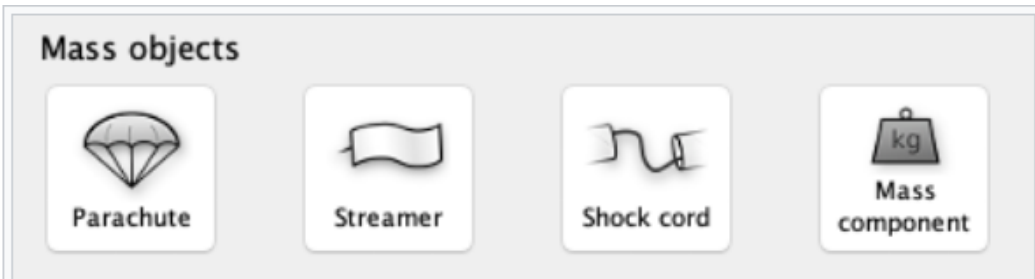 Mass objects
kg
Parachute
Streamer
Shock cord
Mass
component